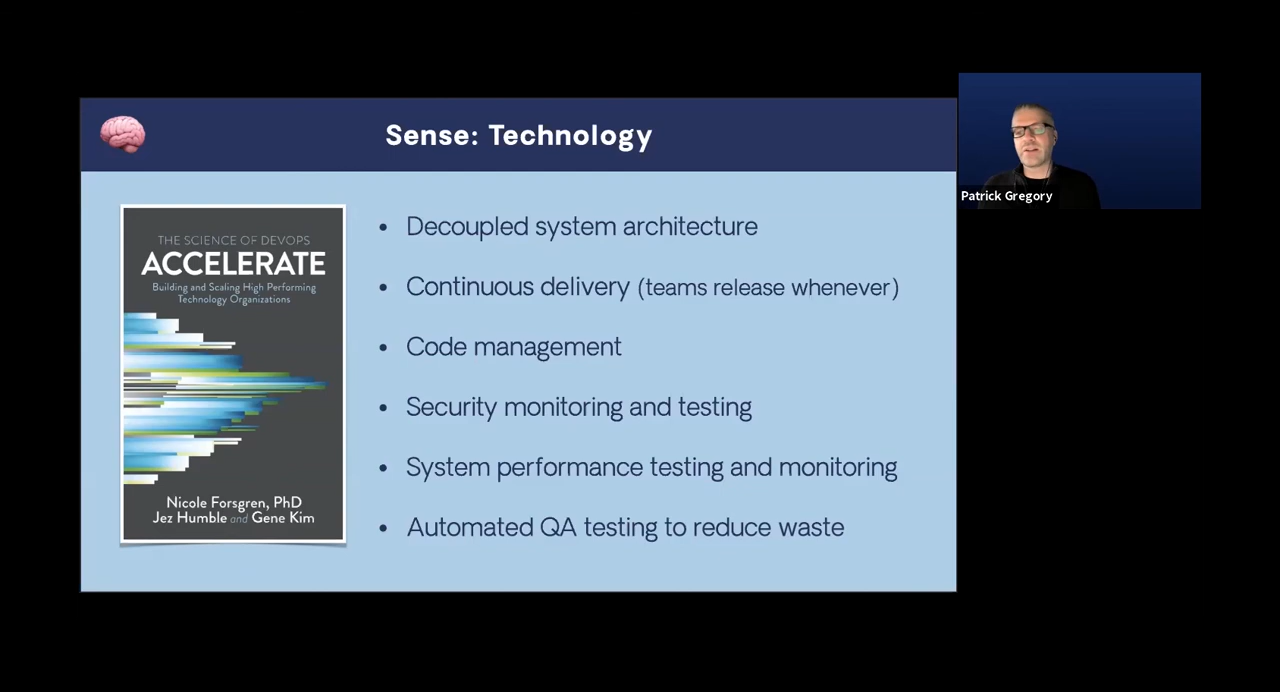 Sense: Technology
THE SCIENCE OF DEVOPS
ACCELERATE
Building and Scaling High Performing
Technology Organizations
Nicole Forsgren, PhD
Jez Humble and Gene Kim
• Decoupled system architecture
• Continuous delivery (teams release whenever)
• Code management
• Security monitoring and testing
• System performance testing and monitoring
• Automated QA testing to reduce waste
Patrick Gregory